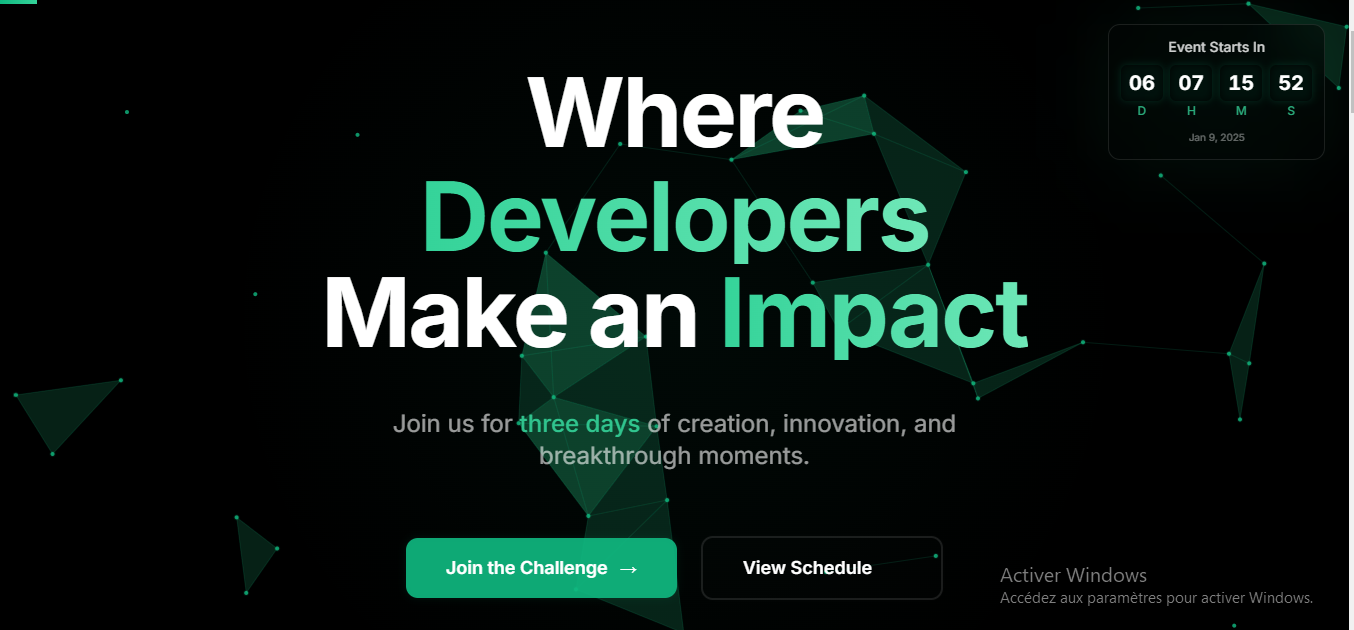 Event Starts In
06 07 15 52
D H M S
Jan 9, 2025
Where
Developers
Make an Impact
Join us for three days of creation, innovation, and
breakthrough moments.
Join the Challenge →
View Schedule
Activer Windows
Accédez aux paramètres pour activer Windows.